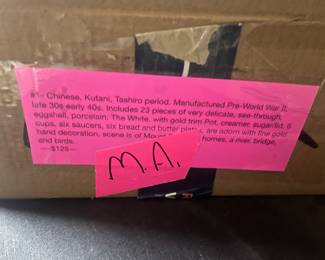 #1- Chinese, Kutani, Tashiro period. Manufactured Pre-World War II,
late 30s early 40s. Includes 23 pieces of very delicate, see-through,
eggshell, porcelain. The White, with gold trim Pot, creamer, sugar/lid, 6
cups, six saucers, six bread and butter are adorn with fine gold
hand decoration, scene is of homes, a river, bridge,
and birds.
---$125---
M.A.